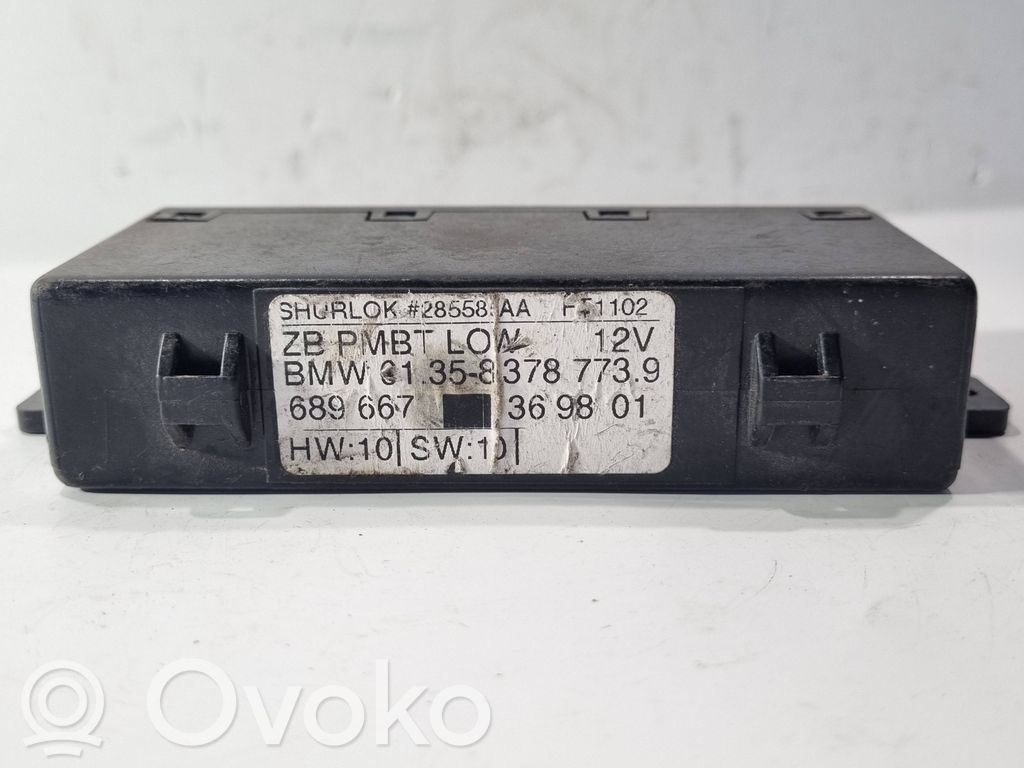 SHURLOK #28558 AA
ZB PMBT LOW 12V
BMW 61.35-8 378 773.9
689 667 36 98 01
HW:10 SW:10
OVOKO